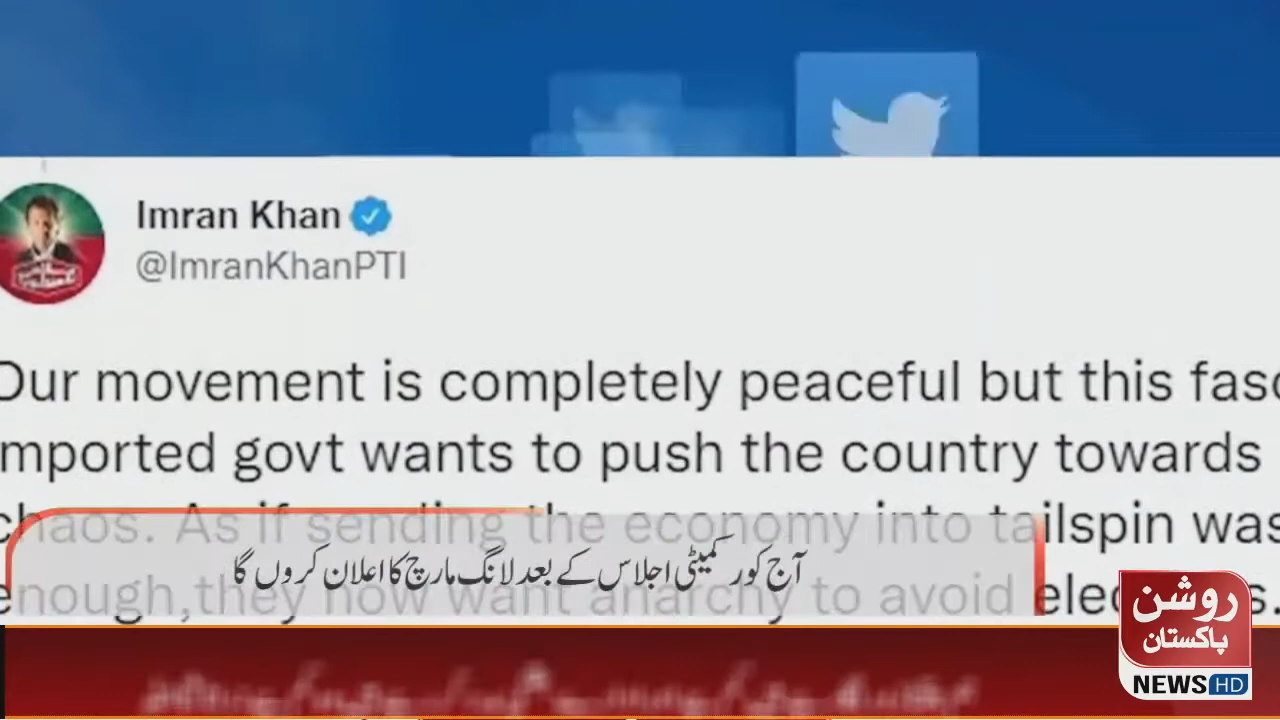 Imran Khan
@ImranKhanPTI
Our movement is completely peaceful but this fasc
imported govt wants to push the country towards
chaos. As if sending the economy into tailspin was
enough, they now want anarchy to avoid elec s.
آج کور کمیٹی اجلاس کے بعد لانگ مارچ کا اعلان کروں گا
روشن
پاکستان
NEWS HD